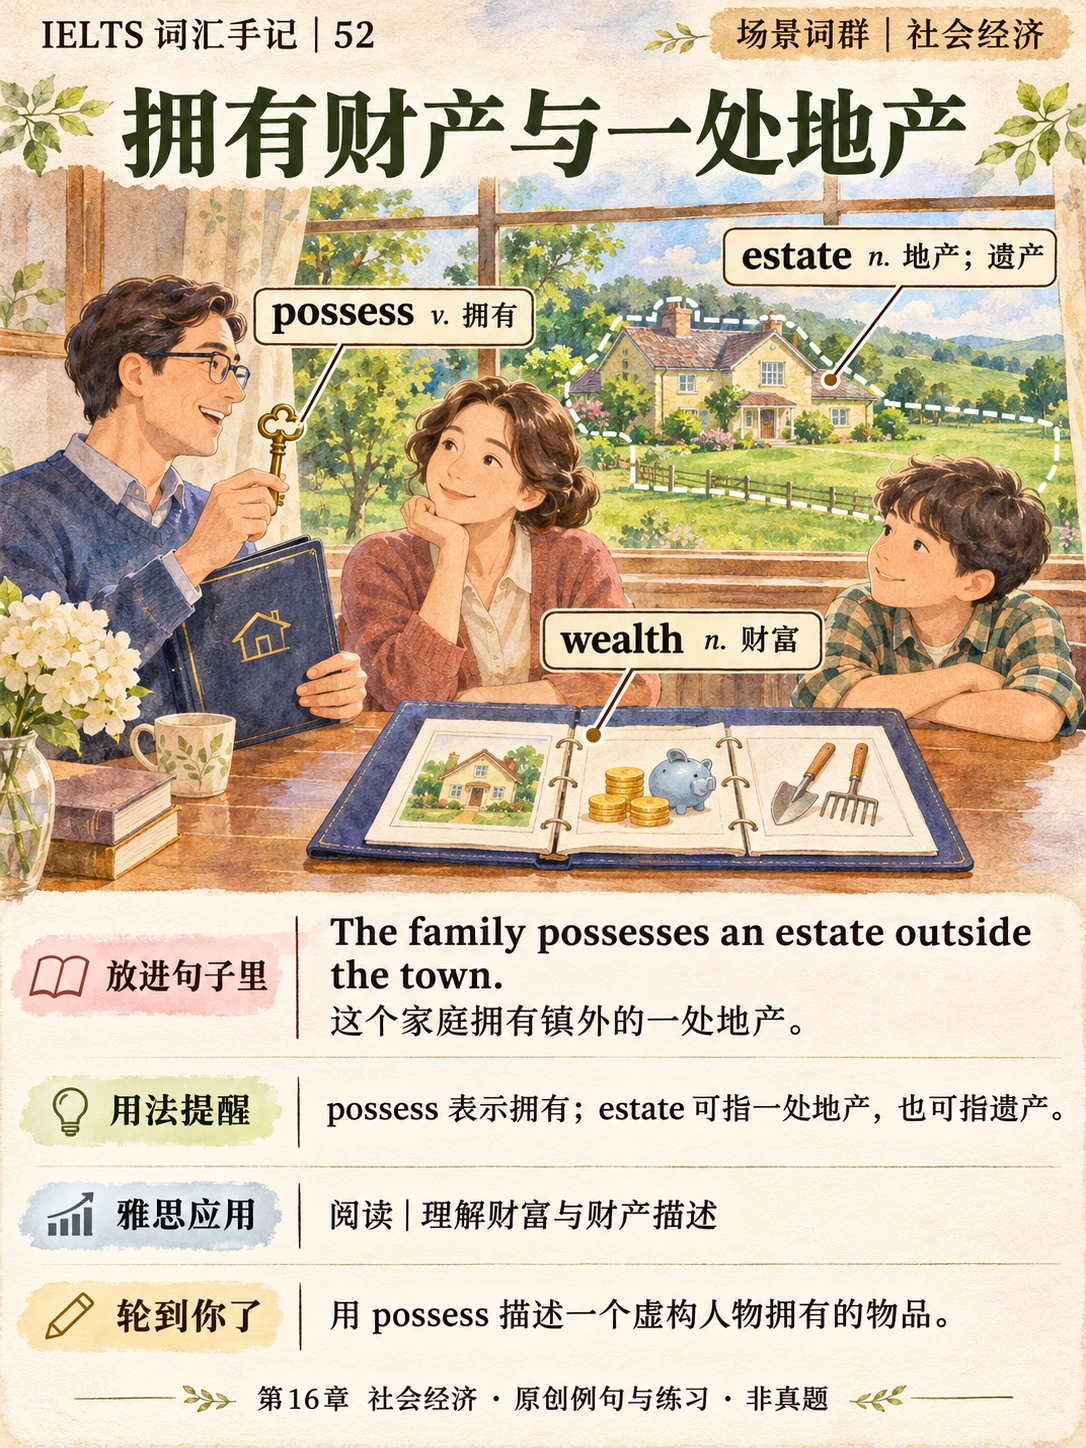 IELTS 词汇手记 | 52
场景词群 | 社会经济
拥有财产与一处地产
estate n. 地产；遗产
possess v. 拥有
wealth n. 财富
放进句子里
The family possesses an estate outside
the town.
这个家庭拥有镇外的一处地产。
用法提醒
possess 表示拥有；estate 可指一处地产，也可指遗产。
雅思应用
阅读 | 理解财富与财产描述
轮到你了
用 possess 描述一个虚构人物拥有的物品。
第16章 社会经济 · 原创例句与练习 · 非真题